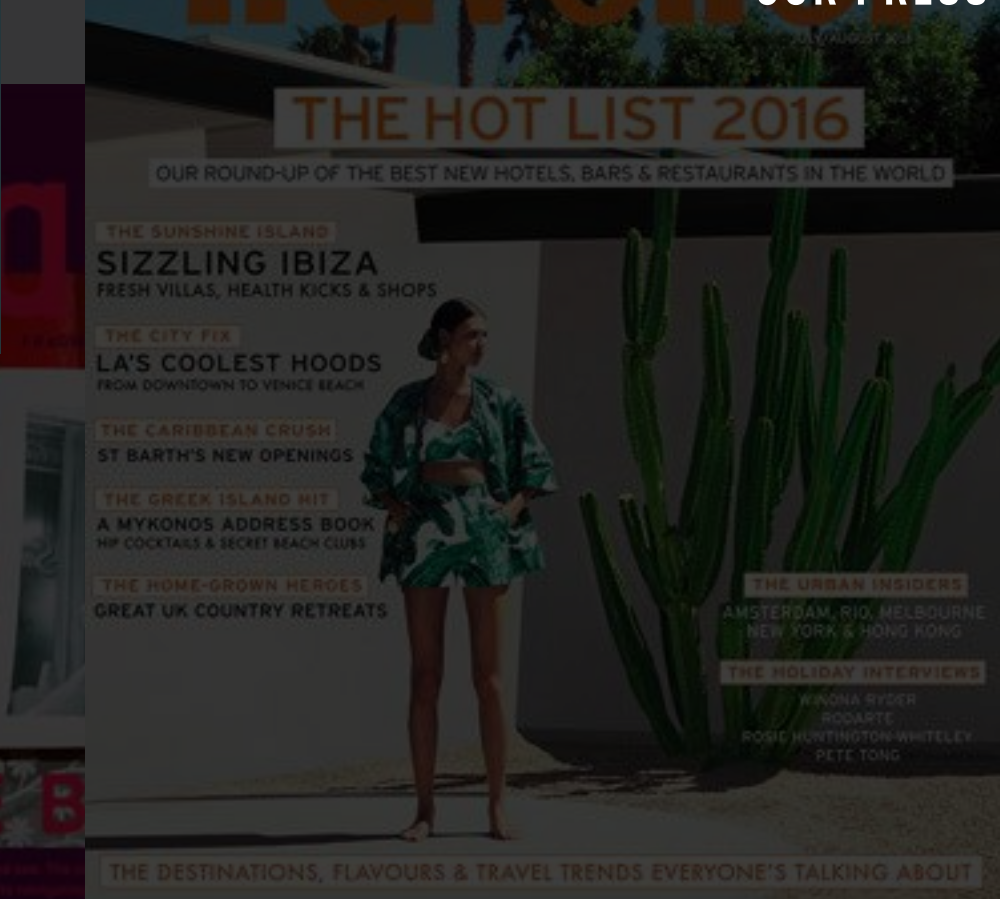 OUR PRESS
Traveller
THE HOT LIST 2016
OUR ROUND-UP OF THE BEST NEW HOTELS, BARS & RESTAURANTS IN THE WORLD
THE SUNSHINE ISLAND
SIZZLING IBIZA
FRESH VILLAS, HEALTH KICKS & SHOPS
THE CITY FIX
LA'S COOLEST HOODS
FROM DOWNTOWN TO VENICE BEACH
THE CARIBBEAN CRUSH
ST BARTH'S NEW OPENINGS
THE GREEK ISLAND HIT
A MYKONOS ADDRESS BOOK
HIP COCKTAILS & SECRET BEACH CLUBS
THE HOME-GROWN HEROES
GREAT UK COUNTRY RETREATS
THE URBAN INSIDERS
AMSTERDAM, RIO, MELBOURNE
NEW YORK & HONG KONG
THE HOLIDAY INTERVIEWS
WINONA RYDER
RODARTE
ROSIE HUNTINGTON-WHITELEY
PETE TONG
B
THE DESTINATIONS, FLAVOURS & TRAVEL TRENDS EVERYONE'S TALKING ABOUT